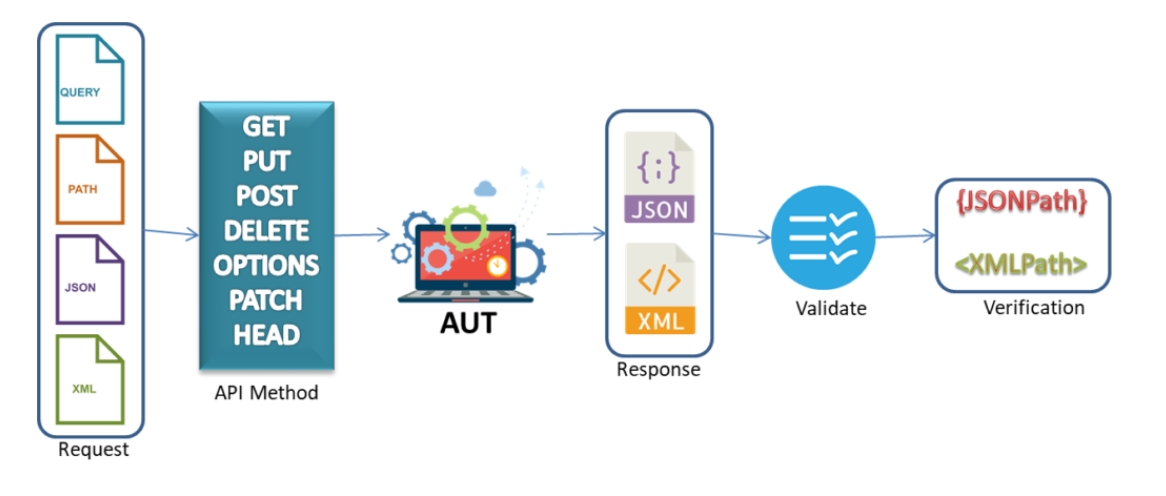 QUERY
PATH
JSON
XML
Request
GET
PUT
POST
DELETE
OPTIONS
PATCH
HEAD
API Method
AUT
{;}
JSON
</>
XML
Response
Validate
{JSONPath}
<XMLPath>
Verification